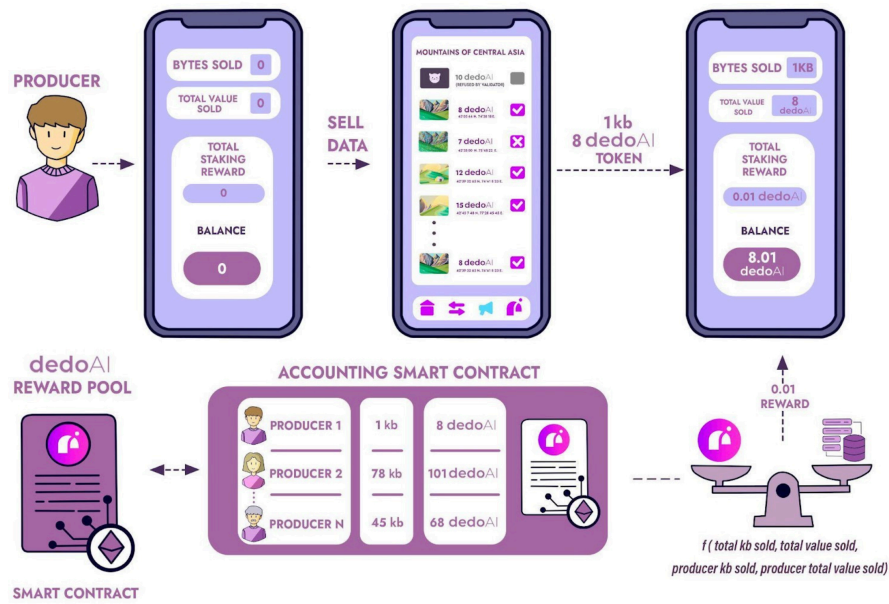 PRODUCER
BYTES SOLD 0
TOTAL VALUE
SOLD 0
TOTAL
STAKING
REWARD
0
BALANCE
0
SELL
DATA
MOUNTAINS OF CENTRAL ASIA
10 dedoAI
(REFUSED BY VALIDATOR)
8 dedoAI
7 dedoAI
12 dedoAI
15 dedoAI
8 dedoAI
1kb
8 dedoAI
TOKEN
BYTES SOLD 1KB
TOTAL VALUE
SOLD
8
dedoAI
TOTAL
STAKING
REWARD
0.01 dedoAI
BALANCE
8.01
dedoAI
dedoAI
REWARD POOL
SMART CONTRACT
ACCOUNTING SMART CONTRACT
PRODUCER 1 1 kb 8 dedoAI
PRODUCER 2 78 kb 101 dedoAI
PRODUCER N 45 kb 68 dedoAI
0.01
REWARD
f ( total kb sold, total value sold,
producer kb sold, producer total value sold)